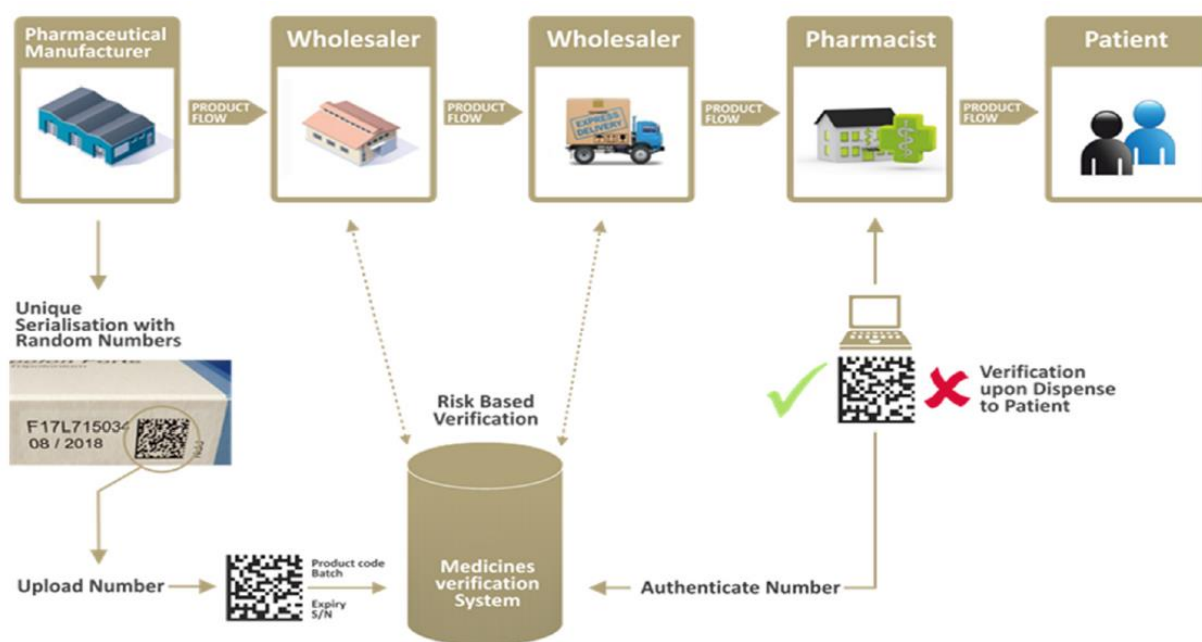 Pharmaceutical
Manufacturer
Wholesaler
Wholesaler
Pharmacist
Patient
PRODUCT
FLOW
PRODUCT
FLOW
EXPRESS
DELIVERY
PRODUCT
FLOW
PRODUCT
FLOW
Unique
Serialisation with
Random Numbers
F17L715034
08 / 2018
Risk Based
Verification
Verification
upon Dispense
to Patient
Upload Number
Product code
Batch
Expiry
S/N
Medicines
verification
System
Authenticate Number